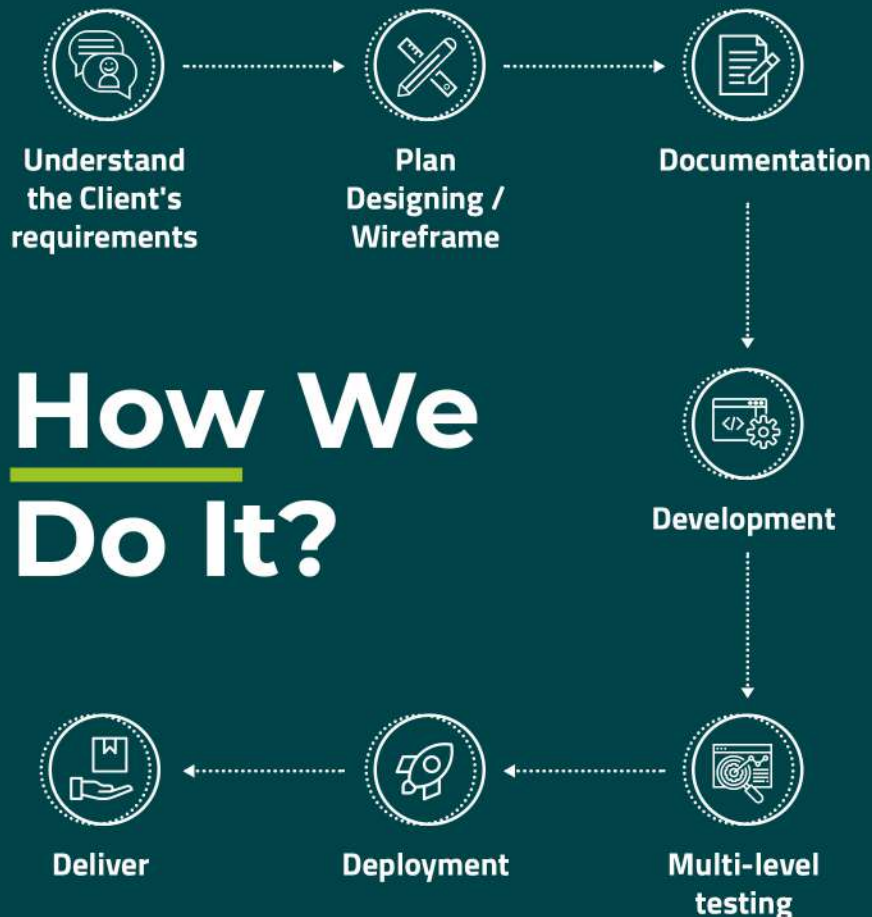 Understand
the Client's
requirements
Plan
Designing /
Wireframe
Documentation
How We
Do It?
Development
Deliver
Deployment
Multi-level
testing